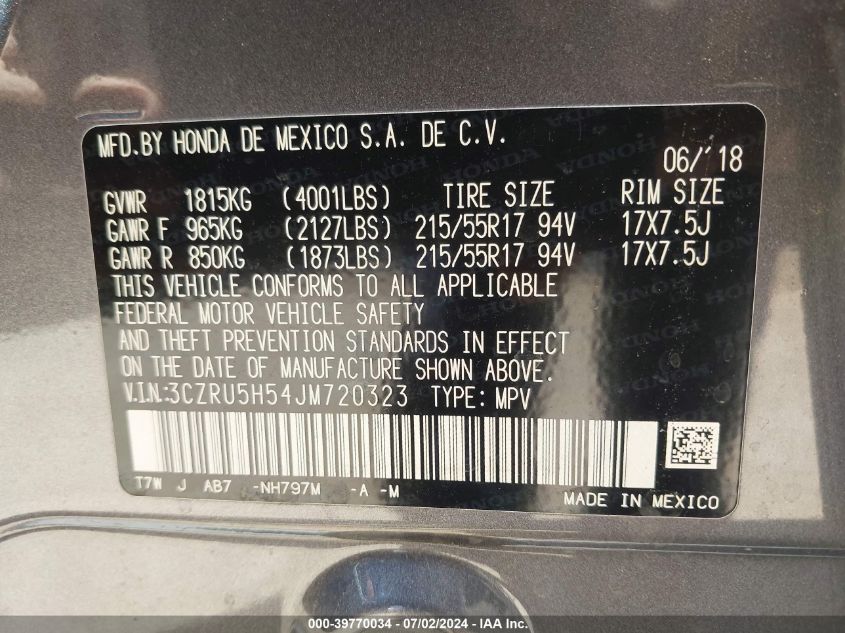 MFD.BY HONDA DE MEXICO S.A. DE C.V.
06/'18
GVWR 1815KG (4001LBS) TIRE SIZE RIM SIZE
GAWR F 965KG (2127LBS) 215/55R17 94V 17X7.5J
GAWR R 850KG (1873LBS) 215/55R17 94V 17X7.5J
THIS VEHICLE CONFORMS TO ALL APPLICABLE
FEDERAL MOTOR VEHICLE SAFETY
AND THEFT PREVENTION STANDARDS IN EFFECT
ON THE DATE OF MANUFACTURE SHOWN ABOVE.
V.I.N.:3CZRU5H54JM720323 TYPE: MPV
T7W J AB7 -NH797M -A -M
MADE IN MEXICO
000-39770034 / 07/02/2024 - IAA Inc.